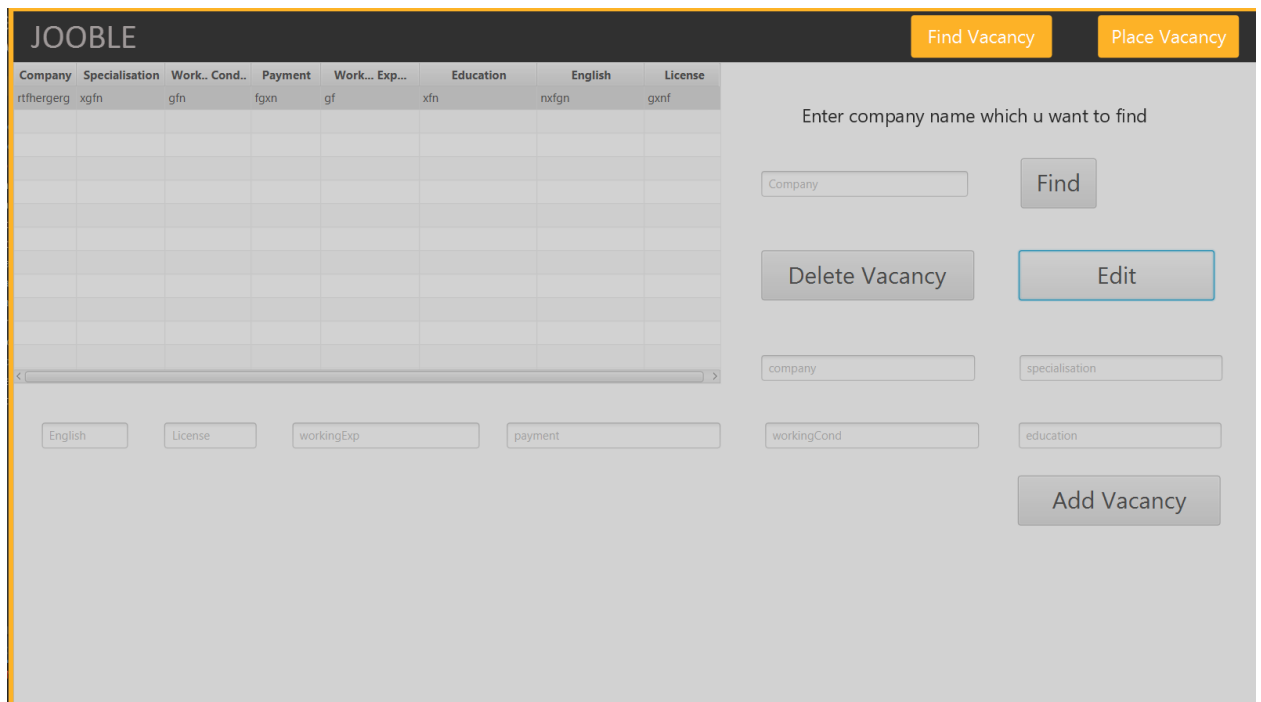 JOOBLE Find Vacancy Place Vacancy
Company Specialisation Work.. Cond.. Payment Work... Exp... Education English License
rtfhergerg xgfn gfn fgxn gf xfn nxfgn gxnf
Enter company name which u want to find
Company Find
Delete Vacancy Edit
company specialisation
English License workingExp payment workingCond education
Add Vacancy